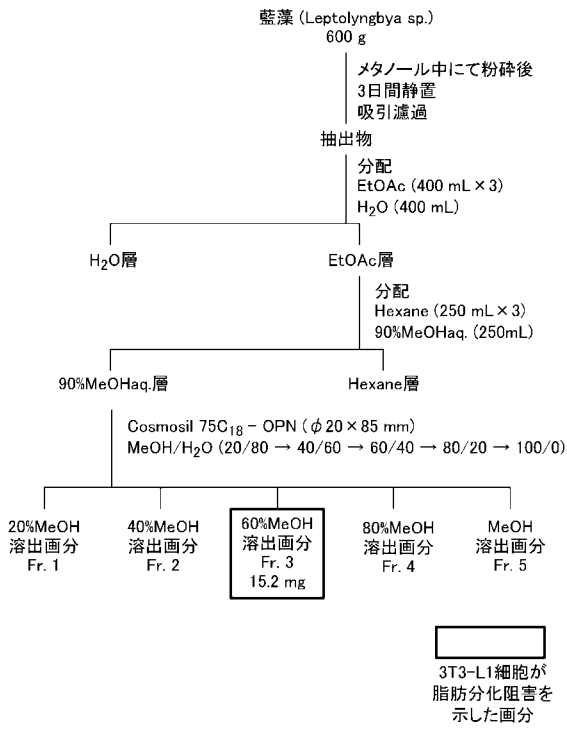 藍藻 (Leptolyngbya sp.)
600 g
メタノール中にて粉砕後
3日間静置
吸引濾過
抽出物
分配
EtOAc (400 mL×3)
H₂O (400 mL)
H₂O層
EtOAc層
分配
Hexane (250 mL×3)
90%MeOHaq. (250mL)
90%MeOHaq.層
Hexane層
Cosmosil 75C₁₈－OPN (φ20×85 mm)
MeOH/H₂O (20/80 → 40/60 → 60/40 → 80/20 → 100/0)
20%MeOH
溶出画分
Fr. 1
40%MeOH
溶出画分
Fr. 2
60%MeOH
溶出画分
Fr. 3
15.2 mg
80%MeOH
溶出画分
Fr. 4
MeOH
溶出画分
Fr. 5
3T3-L1細胞が
脂肪分化阻害を
示した画分